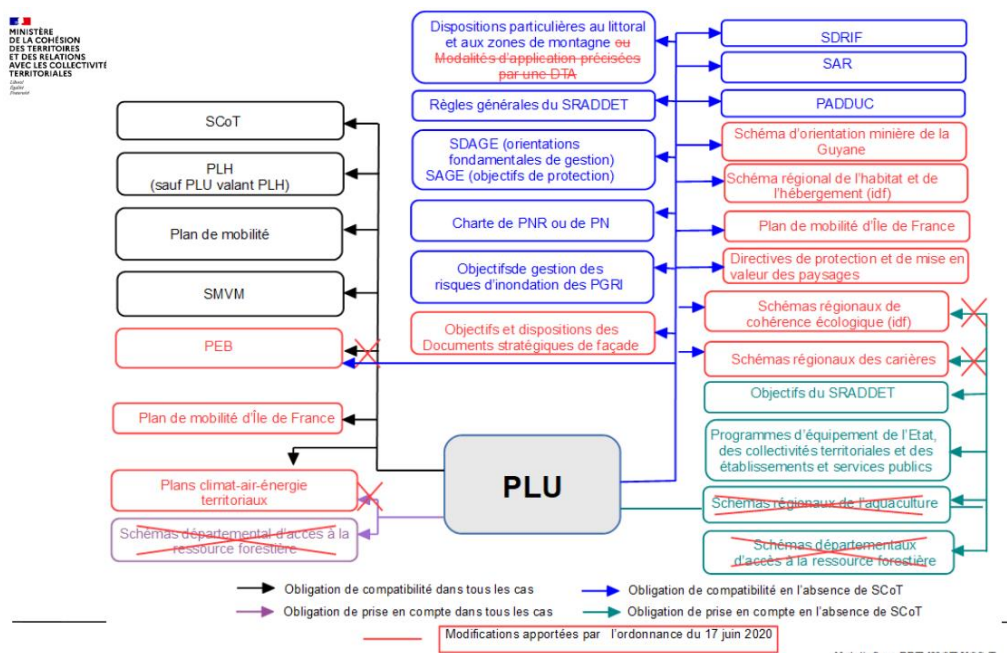 MINISTÈRE
DE LA COHÉSION
DES TERRITOIRES
ET DES RELATIONS
AVEC LES COLLECTIVITÉ
TERRITORIALES
Liberté
Égalité
Fraternité
SCoT
PLH
(sauf PLU valant PLH)
Plan de mobilité
SMVM
PEB
Plan de mobilité d'Île de France
Plans climat-air-énergie
territoriaux
Schémas départemental d'accès à la
ressource forestière
Dispositions particulières au littoral
et aux zones de montagne ou
Modalités d'application précisées
par une DTA
Règles générales du SRADDET
SDAGE (orientations
fondamentales de gestion)
SAGE (objectifs de protection)
Charte de PNR ou de PN
Objectifsde gestion des
risques d'inondation des PGRI
Objectifs et dispositions des
Documents stratégiques de façade
PLU
SDRIF
SAR
PADDUC
Schéma d'orientation minière de la
Guyane
Schéma régional de l'habitat et de
l'hébergement (idf)
Plan de mobilité d'Île de France
Directives de protection et de mise en
valeur des paysages
Schémas régionaux de
cohérence écologique (idf)
Schémas régionaux des carières
Objectifs du SRADDET
Programmes d'équipement de l'Etat,
des collectivités territoriales et des
établissements et services publics
Schémas régionaux de l'aquaculture
Schémas départementaux
d'accès à la ressource forestière
Obligation de compatibilité dans tous les cas
Obligation de compatibilité en l'absence de SCoT
Obligation de prise en compte dans tous les cas
Obligation de prise en compte en l'absence de SCoT
Modifications apportées par l'ordonnance du 17 juin 2020